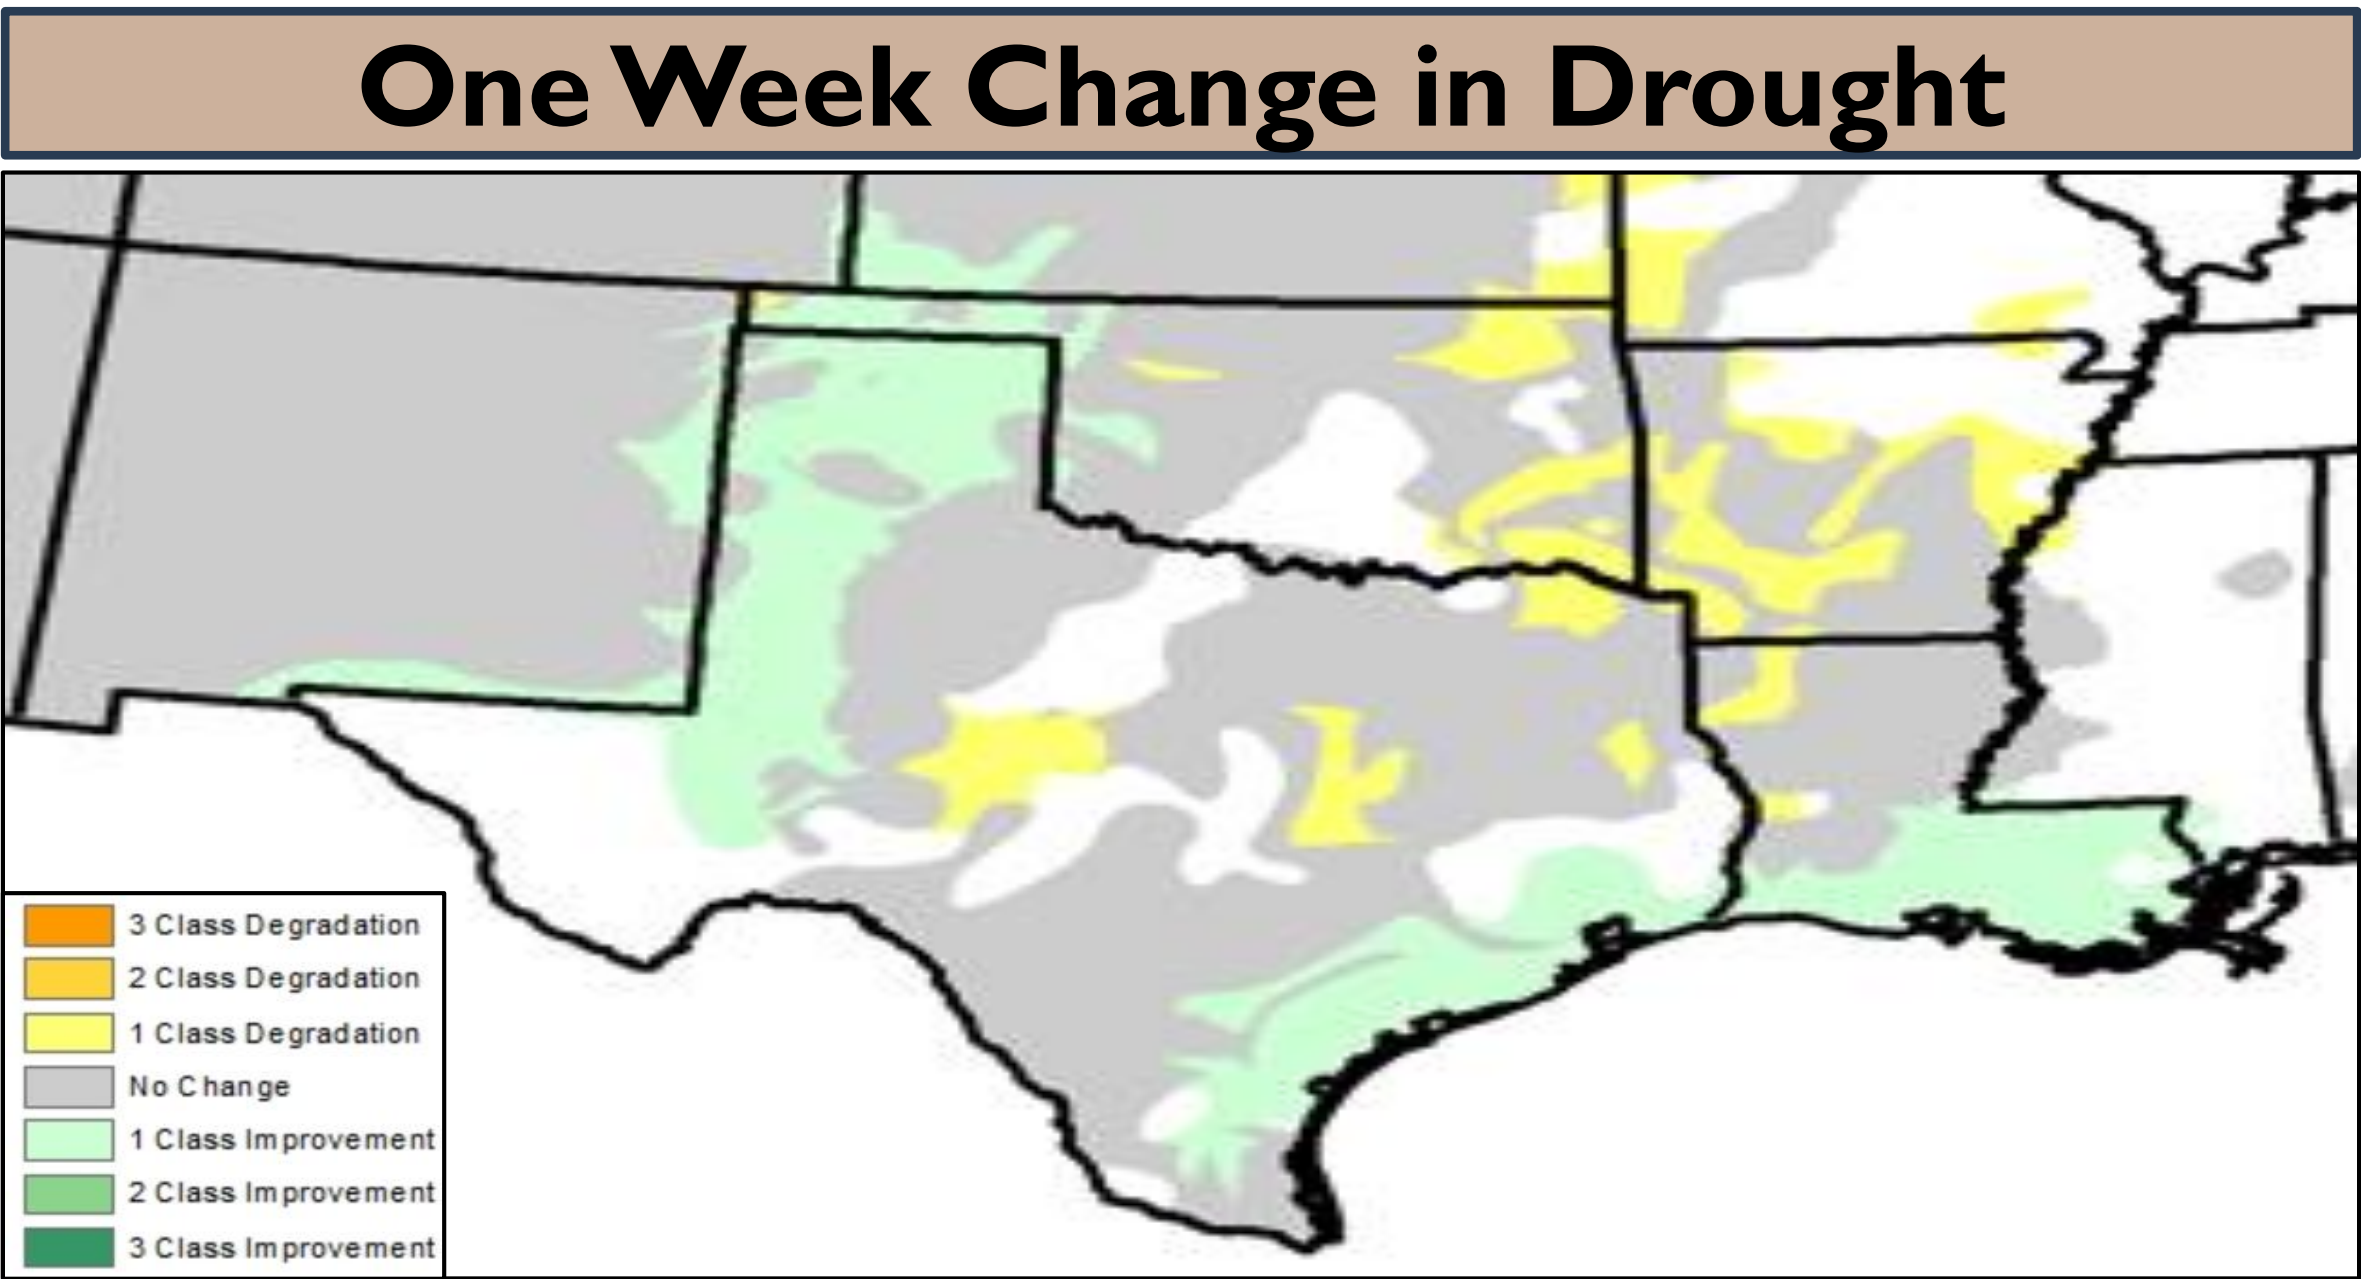 One Week Change in Drought
3 Class Degradation
2 Class Degradation
1 Class Degradation
No Change
1 Class Improvement
2 Class Improvement
3 Class Improvement